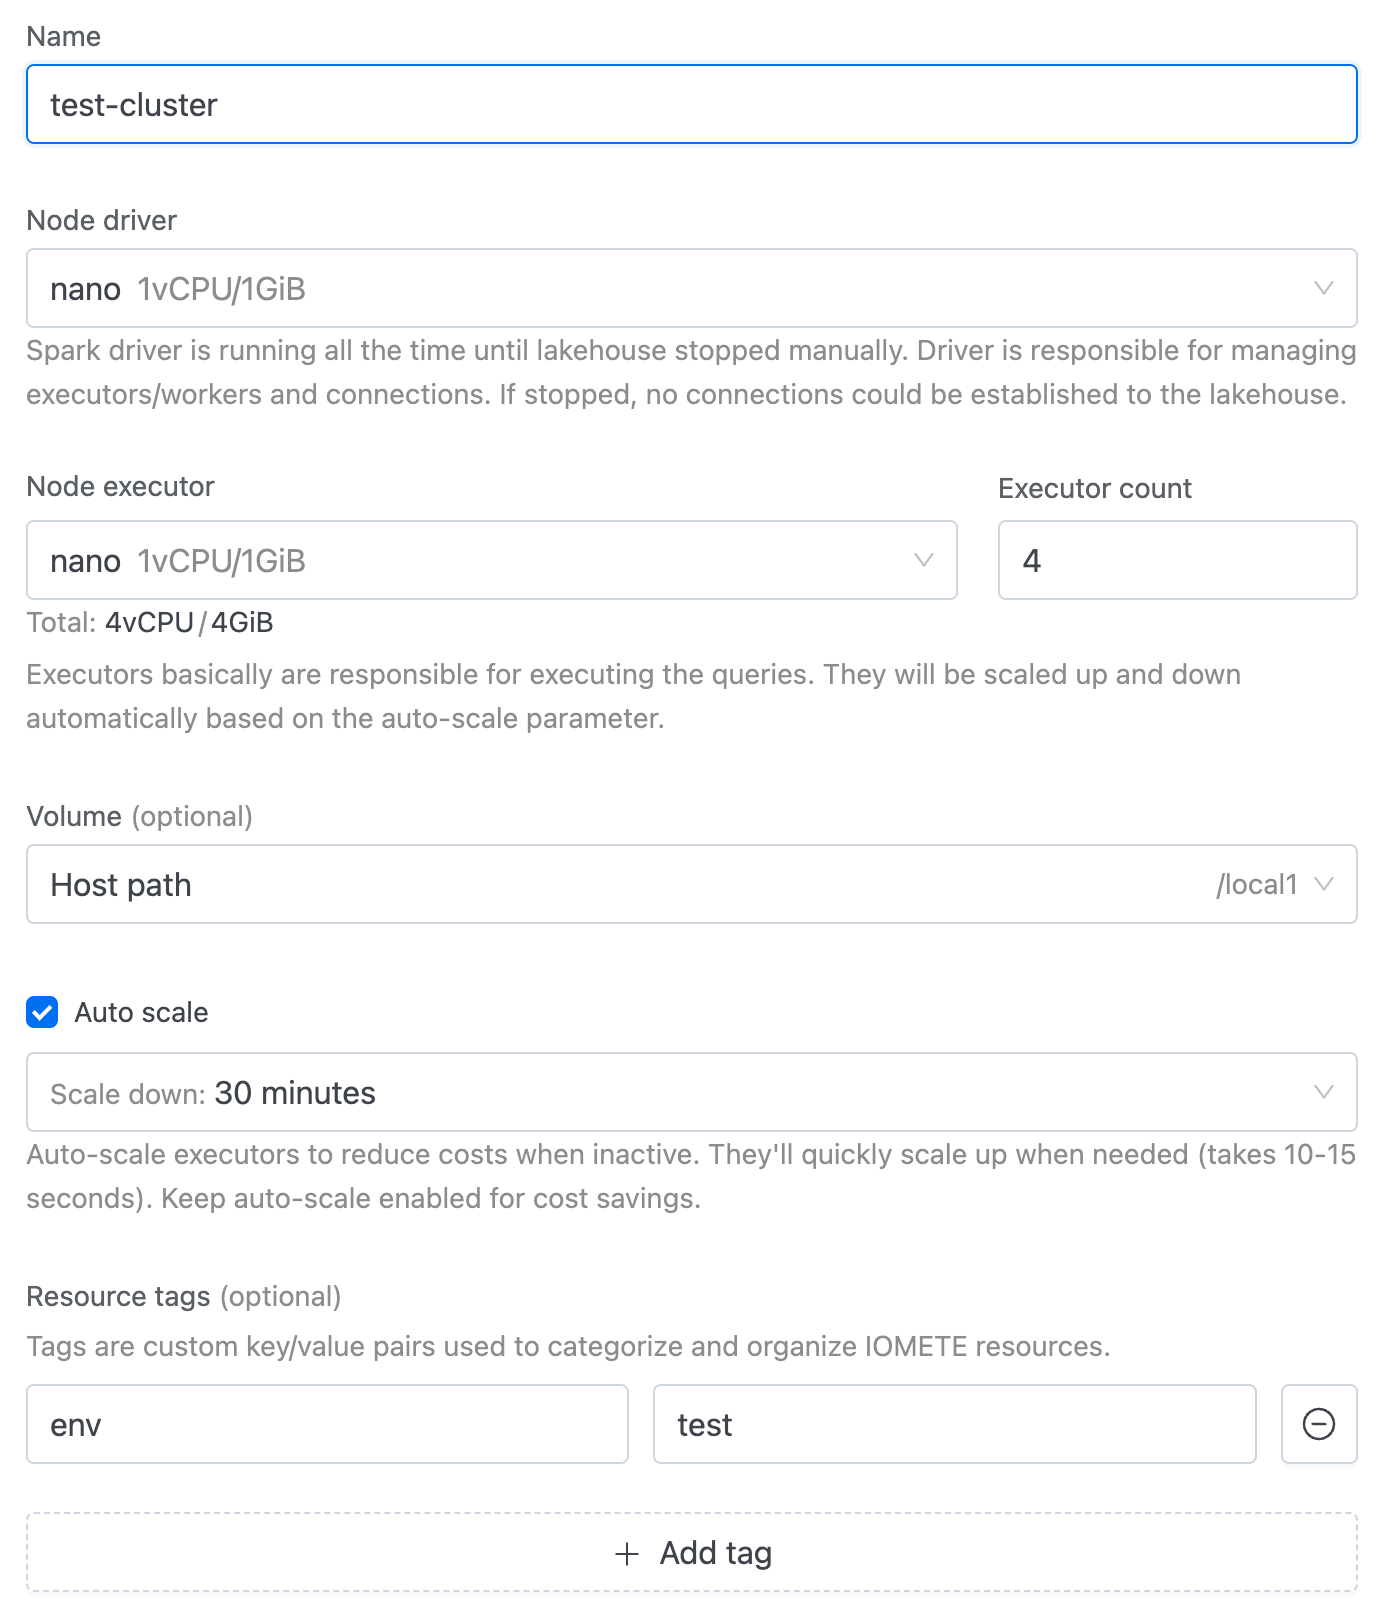 Name
test-cluster
Node driver
nano 1vCPU/1GiB
Spark driver is running all the time until lakehouse stopped manually. Driver is responsible for managing
executors/workers and connections. If stopped, no connections could be established to the lakehouse.
Node executor
Executor count
nano 1vCPU/1GiB
4
Total: 4vCPU/4GiB
Executors basically are responsible for executing the queries. They will be scaled up and down
automatically based on the auto-scale parameter.
Volume (optional)
Host path /local1
Auto scale
Scale down: 30 minutes
Auto-scale executors to reduce costs when inactive. They'll quickly scale up when needed (takes 10-15
seconds). Keep auto-scale enabled for cost savings.
Resource tags (optional)
Tags are custom key/value pairs used to categorize and organize IOMETE resources.
env
test
+ Add tag